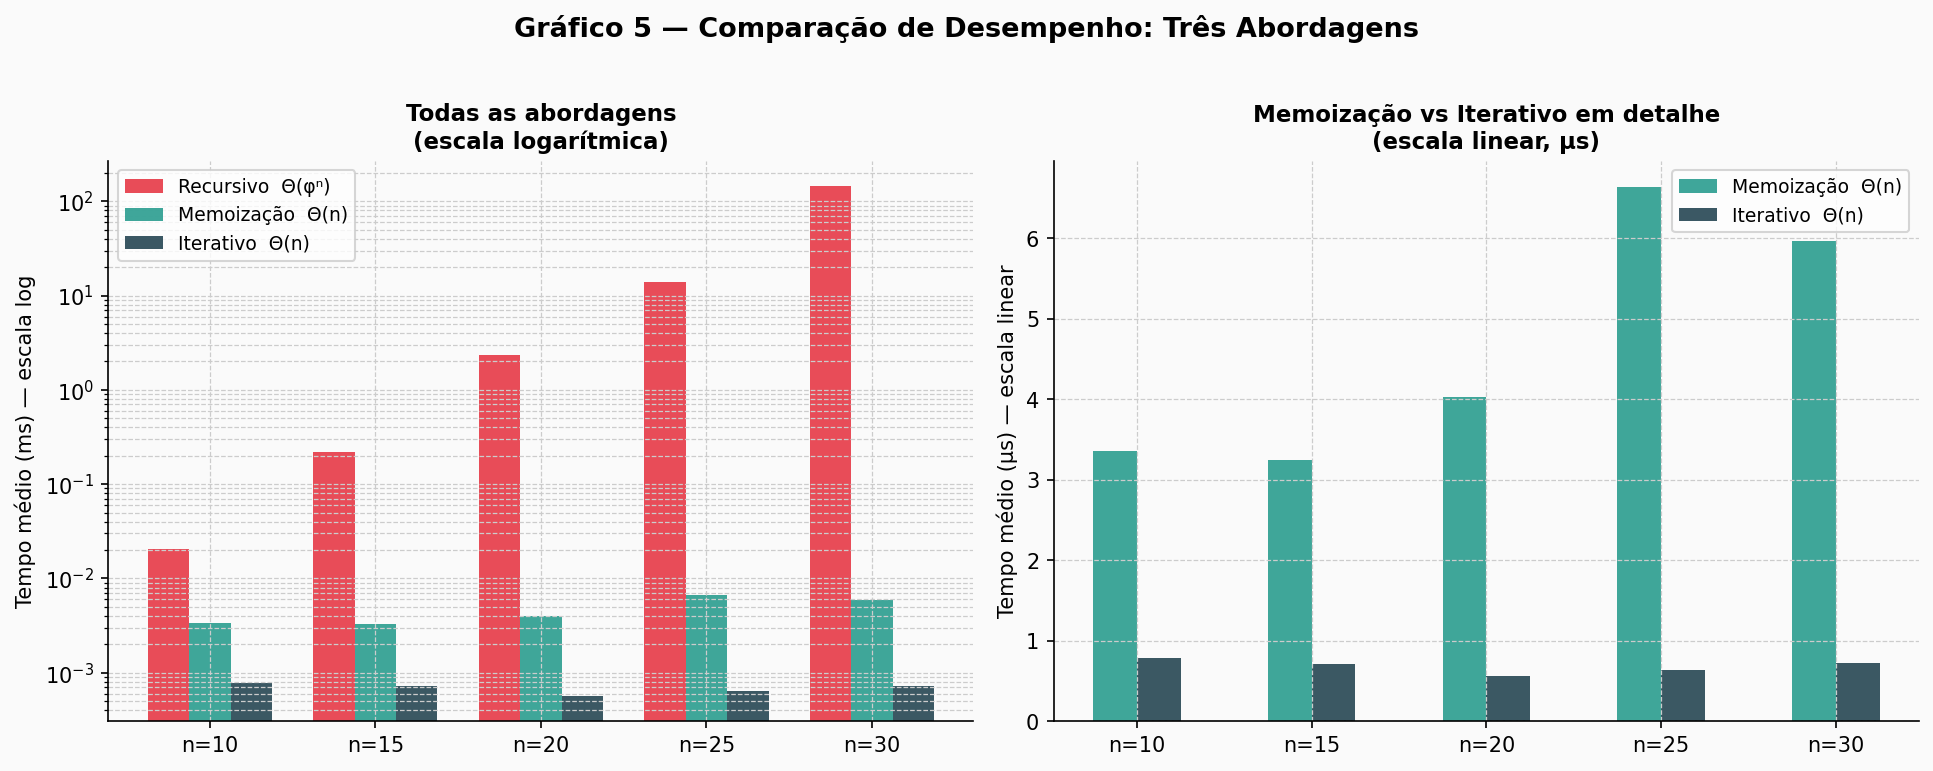 Gráfico 5 — Comparação de Desempenho: Três Abordagens
Todas as abordagens
(escala logarítmica)
Tempo médio (ms) — escala log
10²
10¹
10⁰
10⁻¹
10⁻²
10⁻³
Recursivo Θ(φⁿ)
Memoização Θ(n)
Iterativo Θ(n)
n=10 n=15 n=20 n=25 n=30
Memoização vs Iterativo em detalhe
(escala linear, µs)
Tempo médio (µs) — escala linear
6
5
4
3
2
1
0
Memoização Θ(n)
Iterativo Θ(n)
n=10 n=15 n=20 n=25 n=30